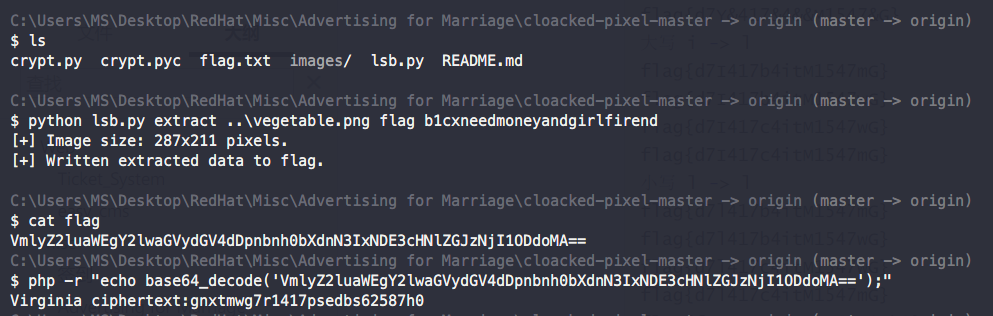 C:\Users\MS\Desktop\RedHat\Misc\Advertising for Marriage\cloacked-pixel-master -> origin (master -> origin)
$ ls
crypt.py crypt.pyc flag.txt images/ lsb.py README.md
C:\Users\MS\Desktop\RedHat\Misc\Advertising for Marriage\cloacked-pixel-master -> origin (master -> origin)
$ python lsb.py extract ..\vegetable.png flag b1cxneedmoneyandgirlfirend
[+] Image size: 287x211 pixels.
[+] Written extracted data to flag.
Ticket_System
C:\Users\MS\Desktop\RedHat\Misc\Advertising for Marriage\cloacked-pixel-master -> origin (master -> origin)
$ cat flag
VmlyZ2luaWEgY2lwaGVydGV4dDpnbnh0bXdnN3IxNDE3cHNlZGJzNjI1ODdoMA==
C:\Users\MS\Desktop\RedHat\Misc\Advertising for Marriage\cloacked-pixel-master -> origin (master -> origin)
$ php -r "echo base64_decode('VmlyZ2luaWEgY2lwaGVydGV4dDpnbnh0bXdnN3IxNDE3cHNlZGJzNjI1ODdoMA==');"
Virginia ciphertext:gnxtmwg7r1417psedbs62587h0